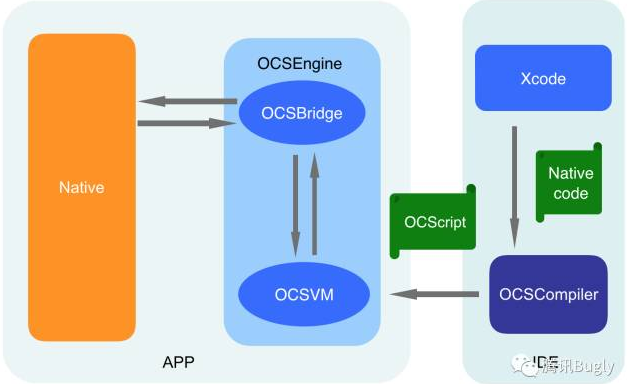 OCSEngine
OCSBridge
Native
OCSVM
APP
OCScript
Xcode
Native
code
OCSCompiler
IDE
腾讯Bugly